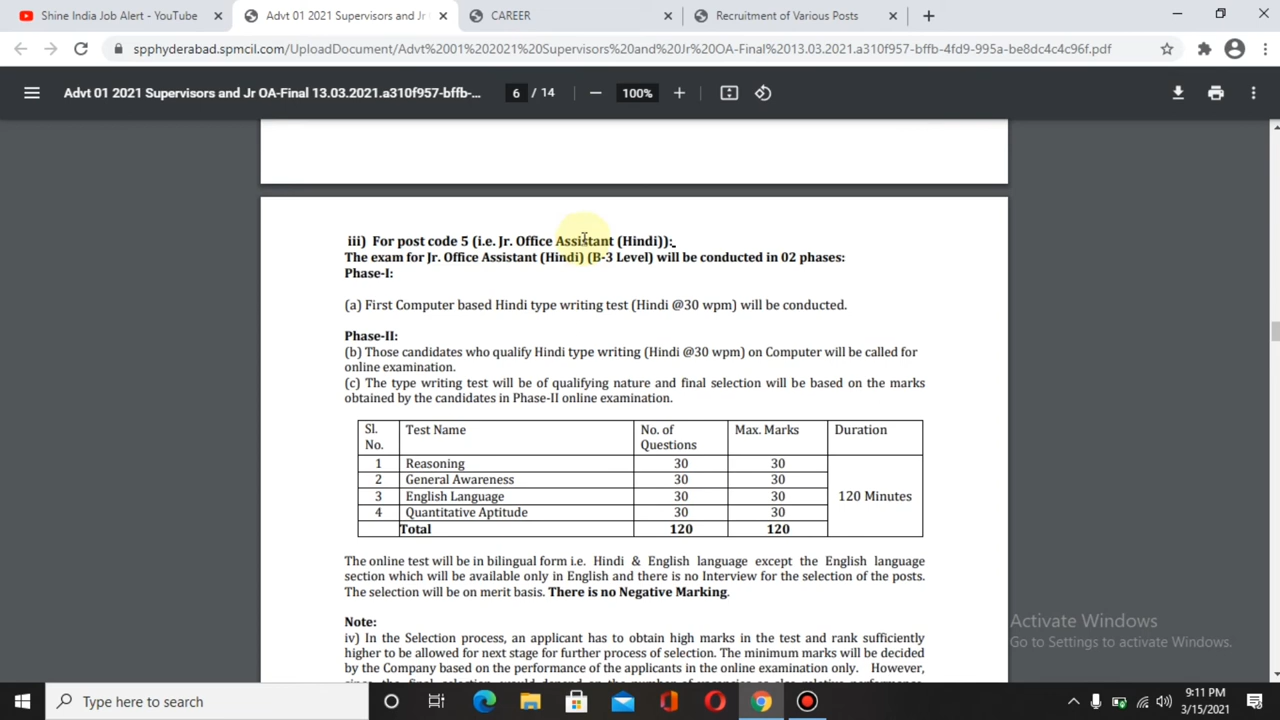 Shine India Job Alert - YouTube
Advt 01 2021 Supervisors and Jr
CAREER
Recruitment of Various Posts
spphyderabad.spmcil.com/UploadDocument/Advt%2001%202021%20Supervisors%20and%20Jr%20OA-Final%2013.03.2021.a310f957-bffb-4fd9-995a-be8dc4c4c96f.pdf
Advt 01 2021 Supervisors and Jr OA-Final 13.03.2021.a310f957-bffb-...
6 / 14
100%
iii) For post code 5 (i.e. Jr. Office Assistant (Hindi)):
The exam for Jr. Office Assistant (Hindi) (B-3 Level) will be conducted in 02 phases:
Phase-I:
(a) First Computer based Hindi type writing test (Hindi @30 wpm) will be conducted.
Phase-II:
(b) Those candidates who qualify Hindi type writing (Hindi @30 wpm) on Computer will be called for
online examination.
(c) The type writing test will be of qualifying nature and final selection will be based on the marks
obtained by the candidates in Phase-II online examination.
Sl. No. Test Name No. of Questions Max. Marks Duration
1 Reasoning 30 30
2 General Awareness 30 30
3 English Language 30 30 120 Minutes
4 Quantitative Aptitude 30 30
Total 120 120
The online test will be in bilingual form i.e. Hindi & English language except the English language
section which will be available only in English and there is no Interview for the selection of the posts.
The selection will be on merit basis. There is no Negative Marking.
Note:
iv) In the Selection process, an applicant has to obtain high marks in the test and rank sufficiently
higher to be allowed for next stage for further process of selection. The minimum marks will be decided
by the Company based on the performance of the applicants in the online examination only. However,
Activate Windows
Go to Settings to activate Windows.
Type here to search
9:11 PM
3/15/2021